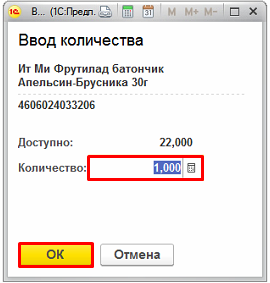 В... (1С:Предп. M M+ M-
Ввод количества
Ит Ми Фрутилад батончик
Апельсин-Брусника 30г
4606024033206
Доступно: 22,000
Количество: 1,000
ОК Отмена